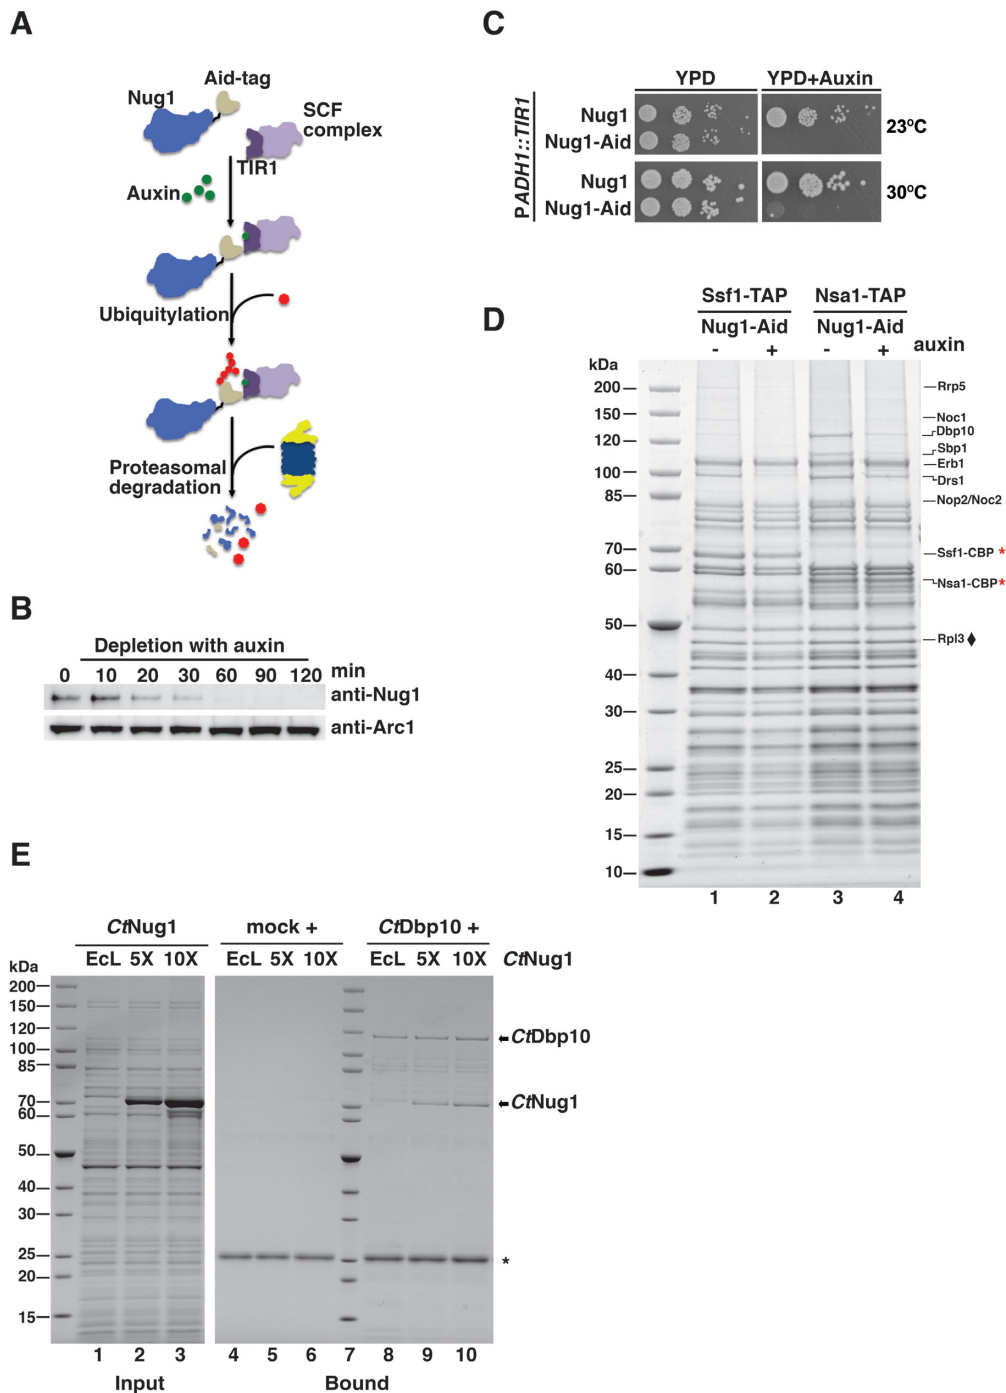 A
Aid-tag
Nug1
SCF
complex
TIR1
Auxin
Ubiquitylation
Proteasomal
degradation
B
Depletion with auxin
0 10 20 30 60 90 120 min
anti-Nug1
anti-Arc1
C
YPD YPD+Auxin
PADH1::TIR1
Nug1
Nug1-Aid
23ºC
Nug1
Nug1-Aid
30ºC
D
Ssf1-TAP Nsa1-TAP
Nug1-Aid Nug1-Aid
- + - + auxin
kDa
200
150
120
100
85
70
60
50
40
30
25
20
15
10
Rrp5
Noc1
Dbp10
Sbp1
Erb1
Drs1
Nop2/Noc2
Ssf1-CBP *
Nsa1-CBP*
Rpl3♦
1 2 3 4
E
CtNug1 mock + CtDbp10 +
EcL 5X 10X EcL 5X 10X EcL 5X 10X CtNug1
kDa
200
150
120
100
85
70
60
50
40
30
25
20
15
CtDbp10
CtNug1
*
1 2 3 4 5 6 7 8 9 10
Input Bound